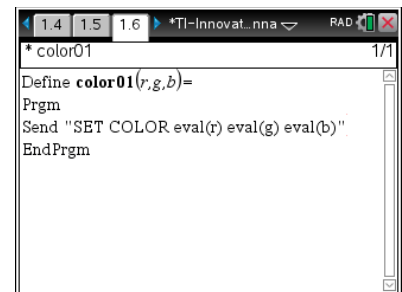 1.4 1.5 1.6 *TI-Innovat…nna RAD
* color01 1/1
Define color01(r,g,b)=
Prgm
Send "SET COLOR eval(r) eval(g) eval(b)"
EndPrgm